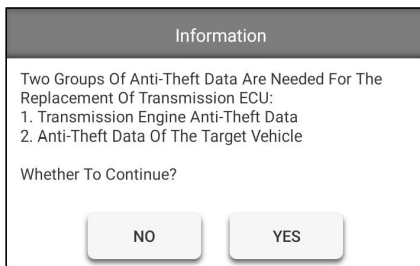 Information
Two Groups Of Anti-Theft Data Are Needed For The
Replacement Of Transmission ECU:
1. Transmission Engine Anti-Theft Data
2. Anti-Theft Data Of The Target Vehicle
Whether To Continue?
NO YES